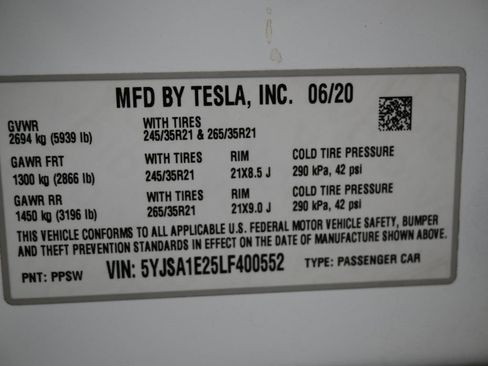 MFD BY TESLA, INC. 06/20
GVWR WITH TIRES
2694 kg (5939 lb) 245/35R21 & 265/35R21
GAWR FRT WITH TIRES RIM COLD TIRE PRESSURE
1300 kg (2866 lb) 245/35R21 21X8.5 J 290 kPa, 42 psi
GAWR RR WITH TIRES RIM COLD TIRE PRESSURE
1450 kg (3196 lb) 265/35R21 21X9.0 J 290 kPa, 42 psi
THIS VEHICLE CONFORMS TO ALL APPLICABLE U.S. FEDERAL MOTOR VEHICLE SAFETY, BUMPER
AND THEFT PREVENTION STANDARDS IN EFFECT ON THE DATE OF MANUFACTURE SHOWN ABOVE.
PNT: PPSW VIN: 5YJSA1E25LF400552 TYPE: PASSENGER CAR